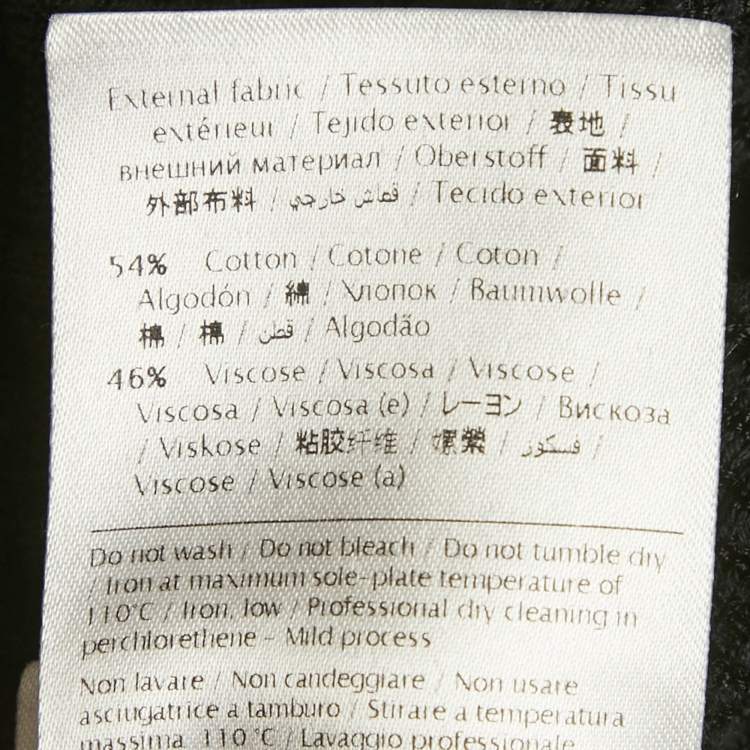 External fabric / Tessuto esterno / Tissu
extérieur / Tejido exterior / 表地 /
внешний материал / Oberstoff / 面料 /
外部布料 / قماش خارجي / Tecido exterior
54% Cotton / Cotone / Coton /
Algodón / 綿 / Хлопок / Baumwolle /
棉 / 棉 / قطن / Algodão
46% Viscose / Viscosa / Viscose /
Viscosa / Viscosa (e) / レーヨン / Вискоза
/ Viskose / 粘胶纤维 / 嫘縈 / فسكوز /
Viscose / Viscose (a)
Do not wash / Do not bleach / Do not tumble dry
/ Iron at maximum sole-plate temperature of
110°C / Iron, low / Professional dry cleaning in
perchlorethene - Mild process
Non lavare / Non candeggiare / Non usare
asciugatrice a tamburo / Stirare a temperatura
massima 110°C / Lavaggio professionale